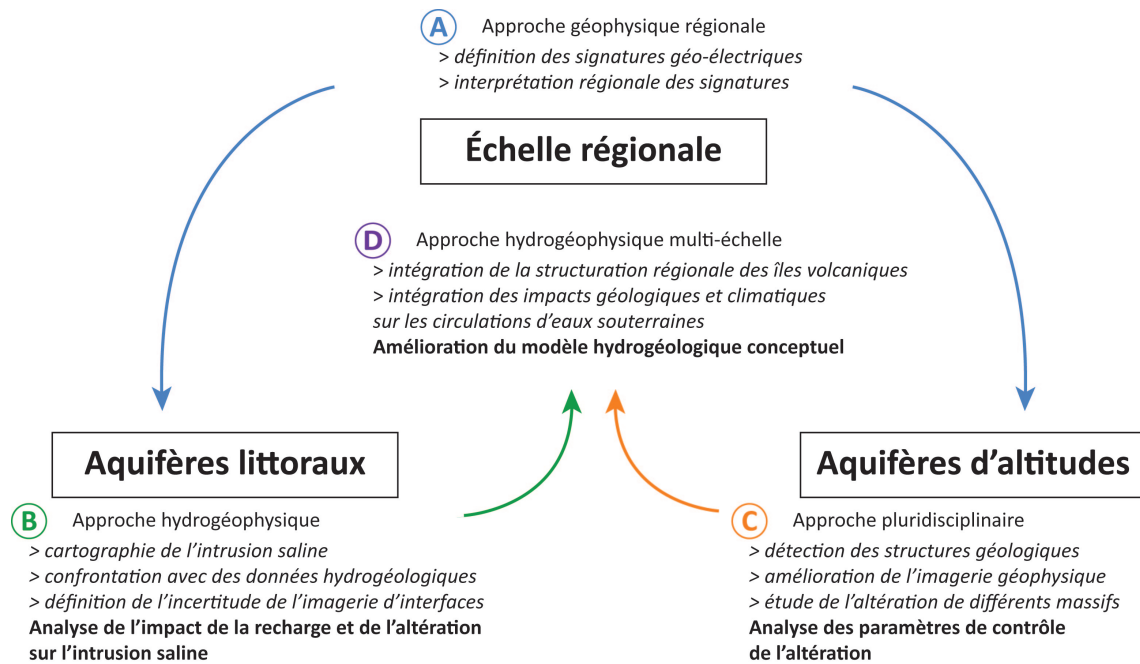 A Approche géophysique régionale
> définition des signatures géo-électriques
> interprétation régionale des signatures
Échelle régionale
D Approche hydrogéophysique multi-échelle
> intégration de la structuration régionale des îles volcaniques
> intégration des impacts géologiques et climatiques
sur les circulations d'eaux souterraines
Amélioration du modèle hydrogéologique conceptuel
Aquifères littoraux
B Approche hydrogéophysique
> cartographie de l'intrusion saline
> confrontation avec des données hydrogéologiques
> définition de l'incertitude de l'imagerie d'interfaces
Analyse de l'impact de la recharge et de l'altération
sur l'intrusion saline
Aquifères d'altitudes
C Approche pluridisciplinaire
> détection des structures géologiques
> amélioration de l'imagerie géophysique
> étude de l'altération de différents massifs
Analyse des paramètres de contrôle
de l'altération